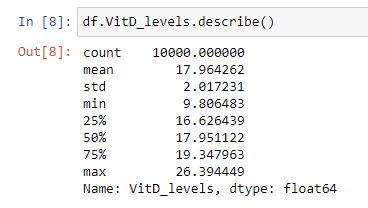 In [8]: df.VitD_levels.describe()
Out[8]: count    10000.000000
mean        17.964262
std          2.017231
min          9.806483
25%         16.626439
50%         17.951122
75%         19.347963
max         26.394449
Name: VitD_levels, dtype: float64